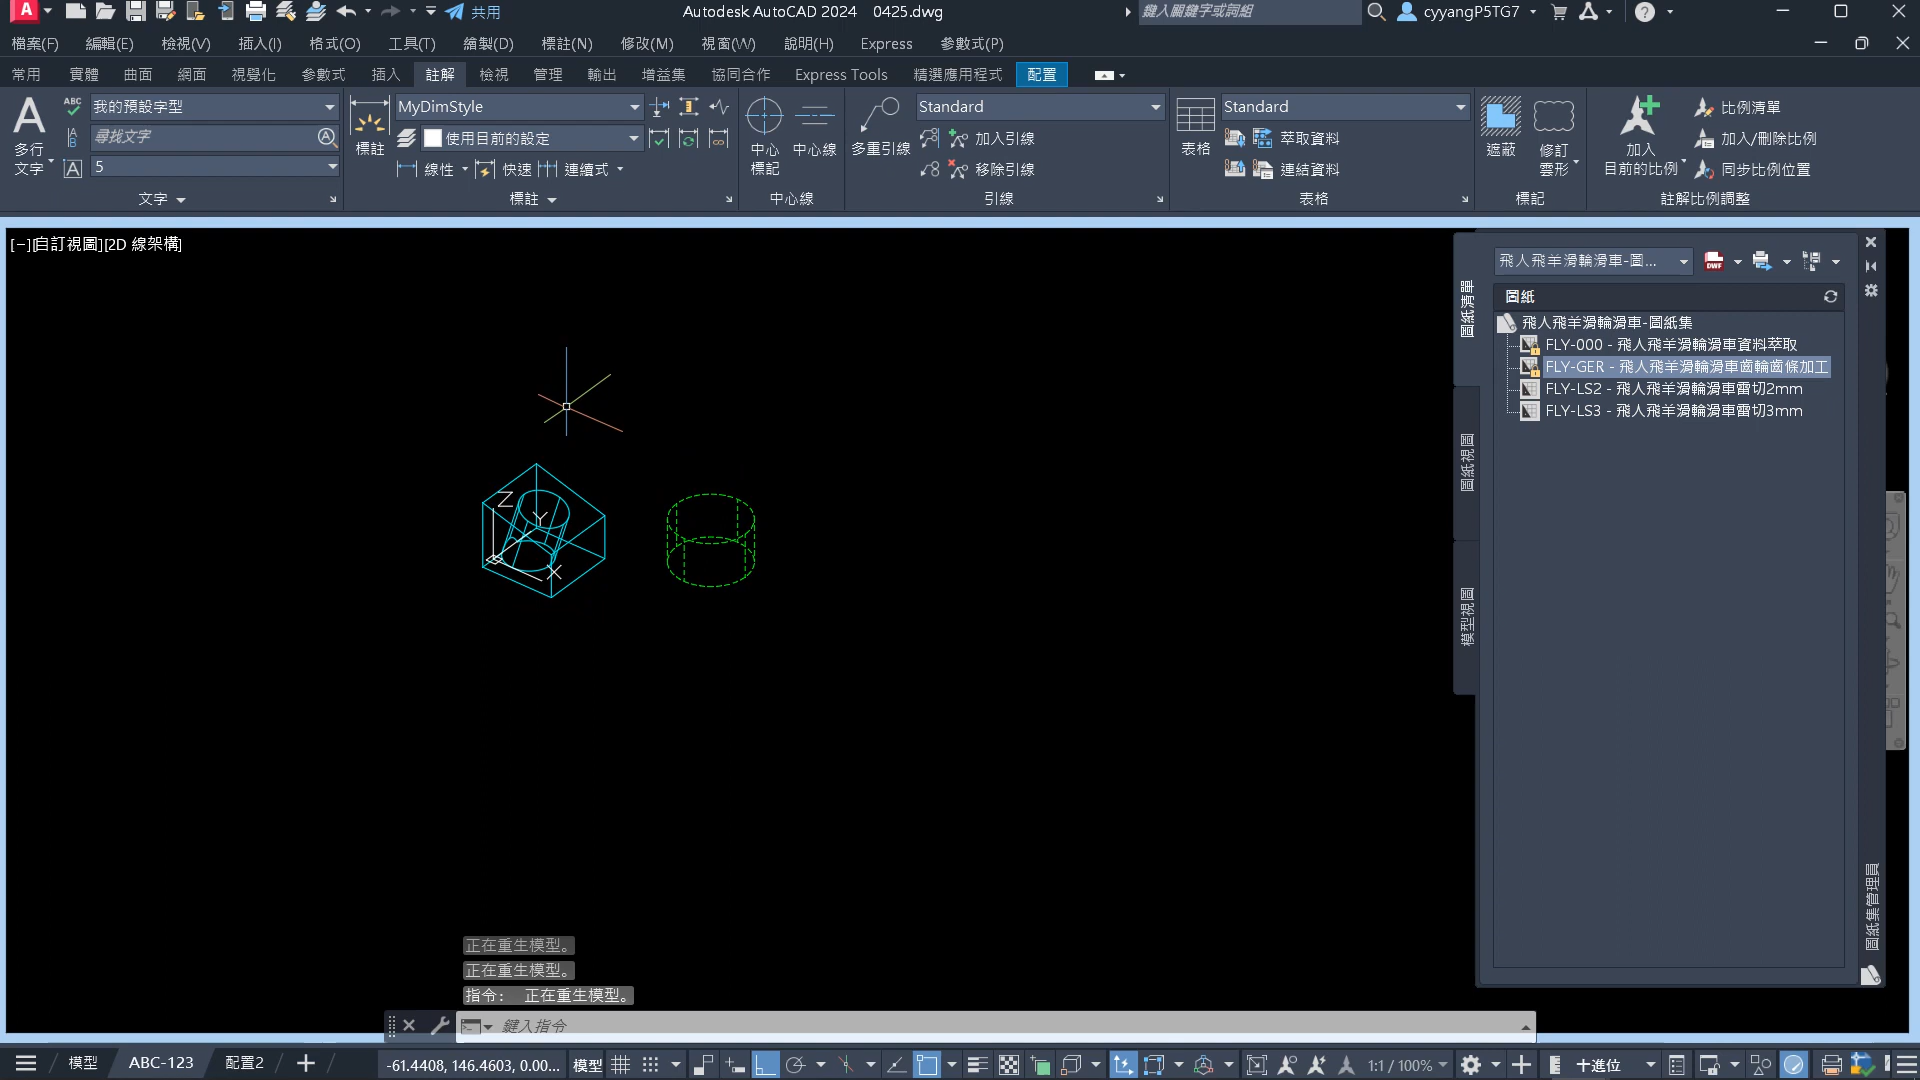 共用
Autodesk AutoCAD 2024 0425.dwg
鍵入關鍵字或詞組
cyyangP5TG7
檔案(F) 編輯(E) 檢視(V) 插入(I) 格式(O) 工具(T) 繪製(D) 標註(N) 修改(M) 視窗(W) 說明(H) Express 參數式(P)
常用 實體 曲面 網面 視覺化 參數式 插入 註解 檢視 管理 輸出 增益集 協同合作 Express Tools 精選應用程式 配置
多行
文字
ABC
我的預設字型
尋找文字
5
文字
標註
MyDimStyle
使用目前的設定
線性 快速 連續式
標註
中心
標記
中心線
中心線
多重引線
Standard
加入引線
移除引線
引線
表格
Standard
萃取資料
連結資料
表格
遮蔽
修訂
雲形
標記
加入
目前的比例
比例清單
加入/刪除比例
同步比例位置
註解比例調整
[−][自訂視圖][2D 線架構]
Z
Y
X
圖紙清單
圖紙視圖
模型視圖
飛人飛羊滑輪滑車-圖...
DWF
圖紙
飛人飛羊滑輪滑車-圖紙集
FLY-000 - 飛人飛羊滑輪滑車資料萃取
FLY-GER - 飛人飛羊滑輪滑車齒輪齒條加工
FLY-LS2 - 飛人飛羊滑輪滑車雷切2mm
FLY-LS3 - 飛人飛羊滑輪滑車雷切3mm
圖紙集管理員
正在重生模型。
正在重生模型。
指令: 正在重生模型。
鍵入指令
模型 ABC-123 配置2
-61.4408, 146.4603, 0.00... 模型
1:1 / 100%
十進位